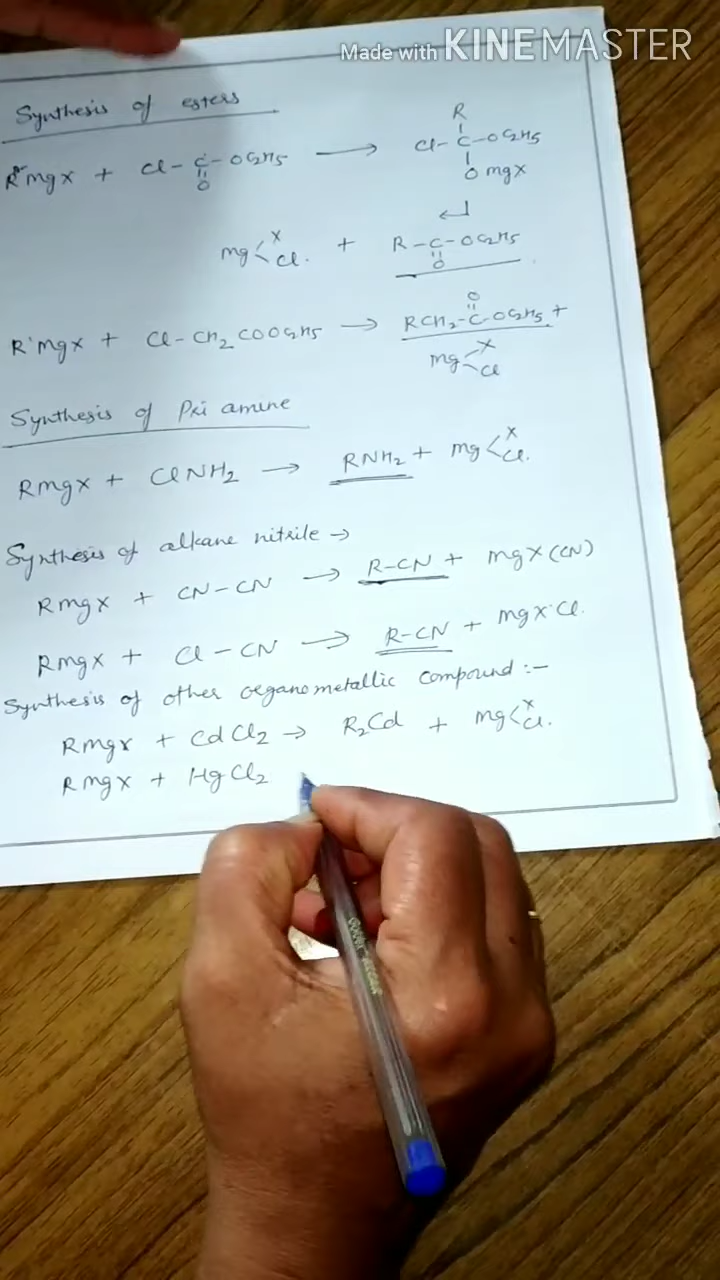 Made with KINEMASTER
Synthesis of esters
R"mgx + Cl-C-OC2H5 → Cl-C-OC2H5
R
O
O mgx
mg<x Cl. + R-C-OC2H5
O
R'mgx + Cl-CH2COOC2H5 → RCH2-C-OC2H5 +
O
mg<x Cl
Synthesis of Pri amine
Rmgx + ClNH2 → RNH2 + mg<x Cl.
Synthesis of alkane nitrile →
Rmgx + CN-CN → R-CN + mgx(CN)
Rmgx + Cl-CN → R-CN + mgx Cl.
Synthesis of other organometallic compound:-
Rmgx + CdCl2 → R2Cd + mg<x Cl.
Rmgx + HgCl2